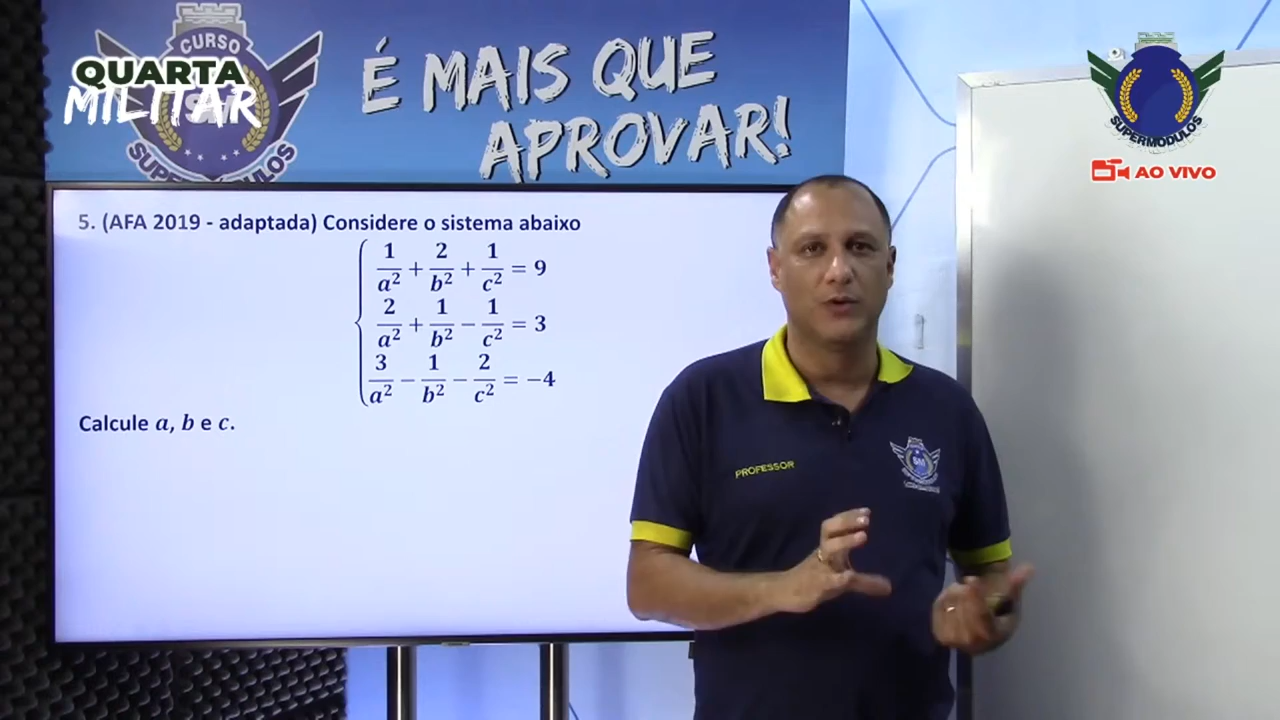 CURSO
QUARTA
MILITAR
SUPERMODULOS
É MAIS QUE
APROVAR!
SUPERMODULOS
AO VIVO
5. (AFA 2019 - adaptada) Considere o sistema abaixo
1/a² + 2/b² + 1/c² = 9
2/a² + 1/b² − 1/c² = 3
3/a² − 1/b² − 2/c² = −4
Calcule a, b e c.
PROFESSOR